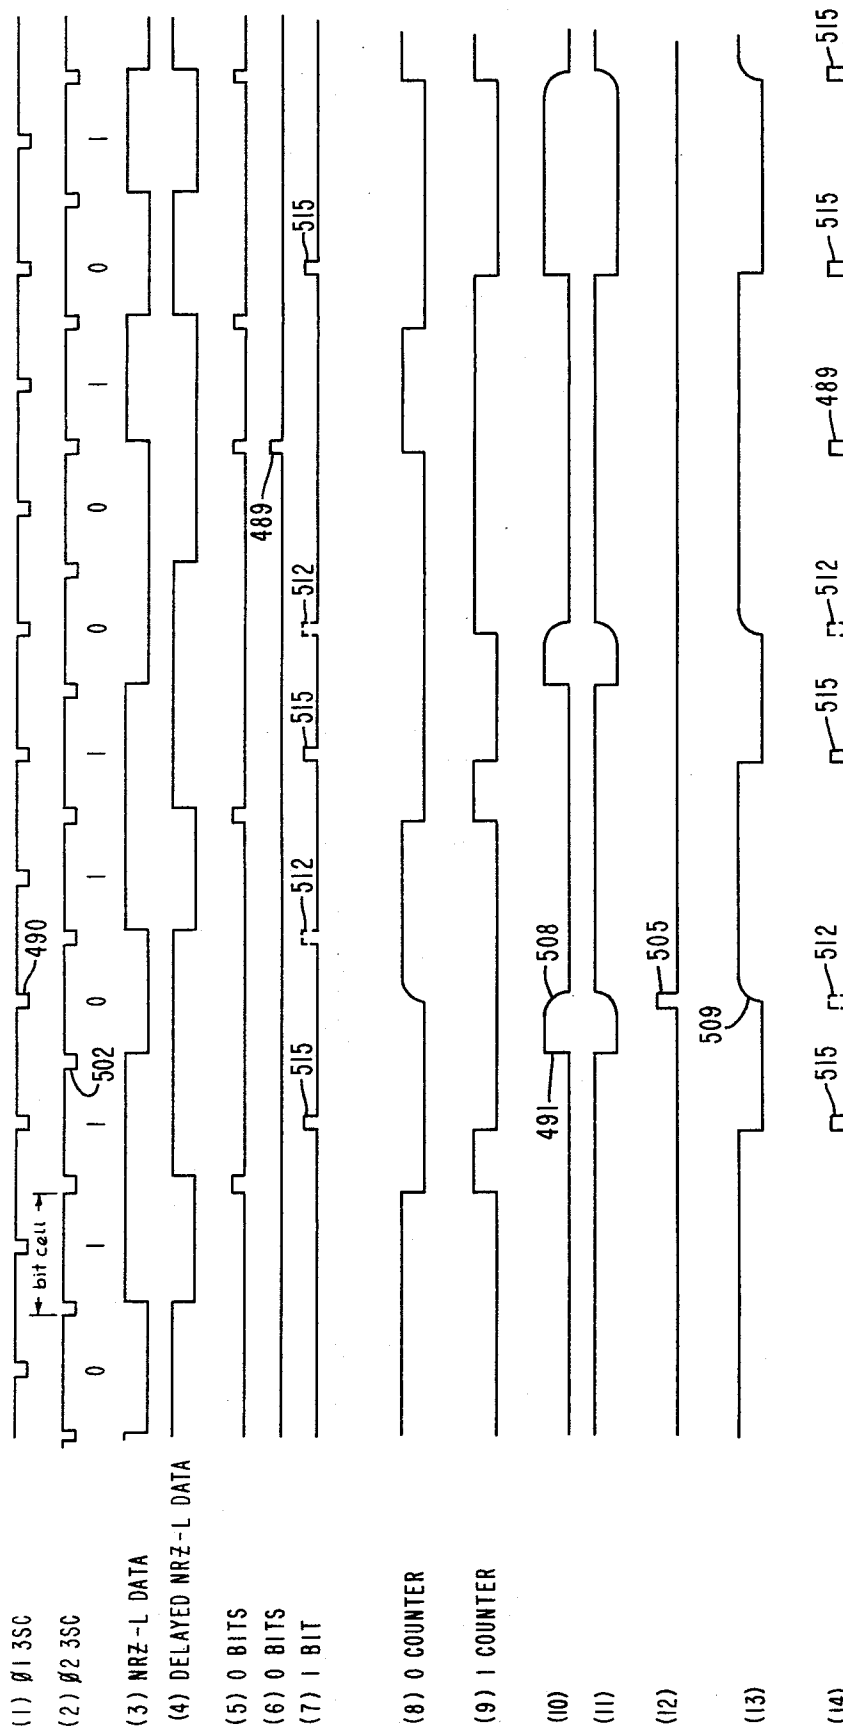 (1) Ø1 3SC
490
bit cell
(2) Ø2 3SC
502
0 1 1 0 1 1 0 0 1 0 1
(3) NRƵ-L DATA
(4) DELAYED NRƵ-L DATA
(5) 0 BITS
(6) 0 BITS
489
(7) 1 BIT
515 512 515 512 515
(8) 0 COUNTER
(9) 1 COUNTER
(10)
491 508
(11)
(12)
505
(13)
509
(14)
515 512 515 512 489 515 515